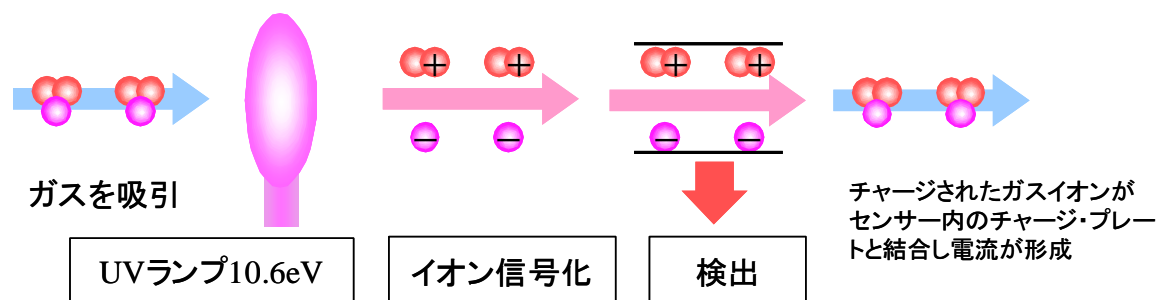 ガスを吸引
UVランプ10.6eV
イオン信号化
検出
チャージされたガスイオンが
センサー内のチャージ・プレー
トと結合し電流が形成